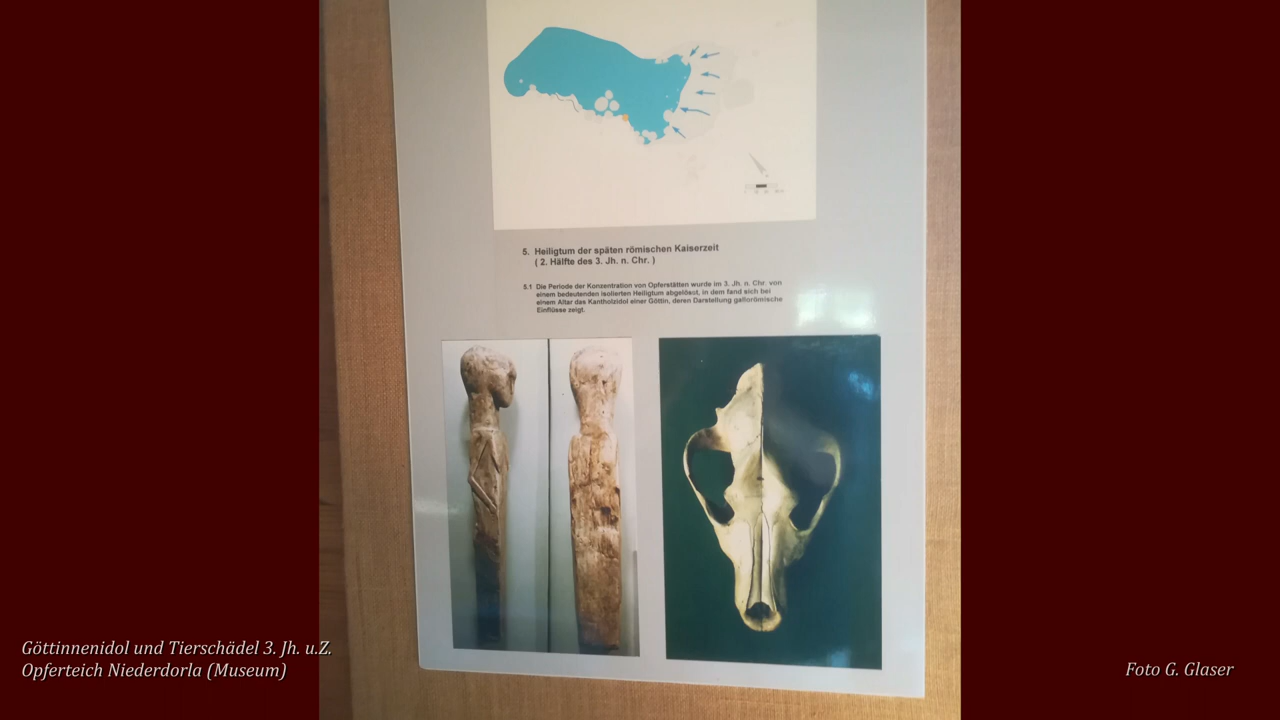 5. Heiligtum der späten römischen Kaiserzeit
( 2. Hälfte des 3. Jh. n. Chr. )
5.1 Die Periode der Konzentration von Opferstätten wurde im 3. Jh. n. Chr. von
einem bedeutenden isolierten Heiligtum abgelöst, in dem fand sich bei
einem Altar das Kantholzidol einer Göttin, deren Darstellung gallorömische
Einflüsse zeigt.
Göttinnenidol und Tierschädel 3. Jh. u.Z.
Opferteich Niederdorla (Museum)
Foto G. Glaser